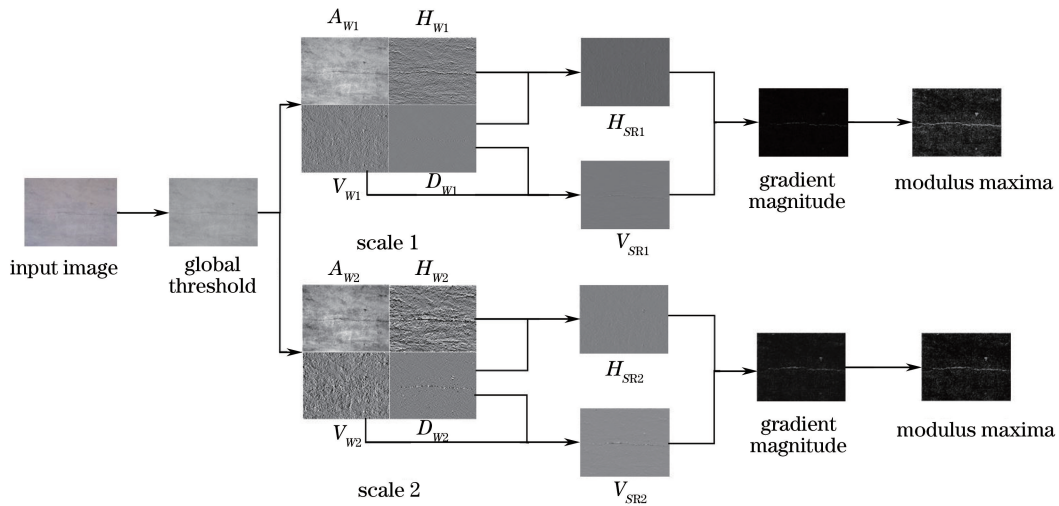 A_W1 H_W1
V_W1 D_W1
scale 1
H_SR1
V_SR1
gradient
magnitude
modulus maxima
input image
global
threshold
A_W2 H_W2
V_W2 D_W2
scale 2
H_SR2
V_SR2
gradient
magnitude
modulus maxima